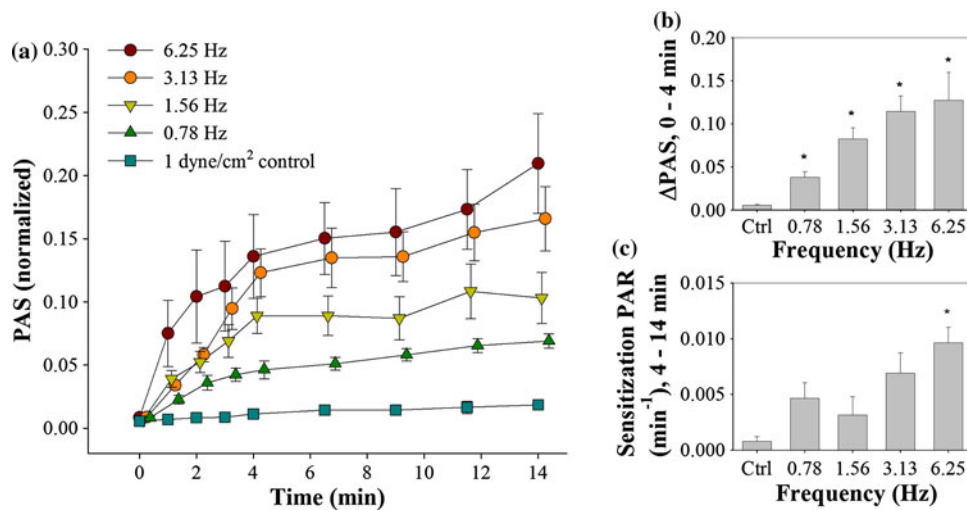 (a)
0.30
0.25
0.20
0.15
0.10
0.05
0.00
PAS (normalized)
6.25 Hz
3.13 Hz
1.56 Hz
0.78 Hz
1 dyne/cm² control
0 2 4 6 8 10 12 14
Time (min)
(b)
0.20
0.15
0.10
0.05
0.00
ΔPAS, 0 - 4 min
* * * *
Ctrl 0.78 1.56 3.13 6.25
Frequency (Hz)
(c)
0.015
0.010
0.005
0.000
Sensitization PAR
(min⁻¹), 4 - 14 min
*
Ctrl 0.78 1.56 3.13 6.25
Frequency (Hz)